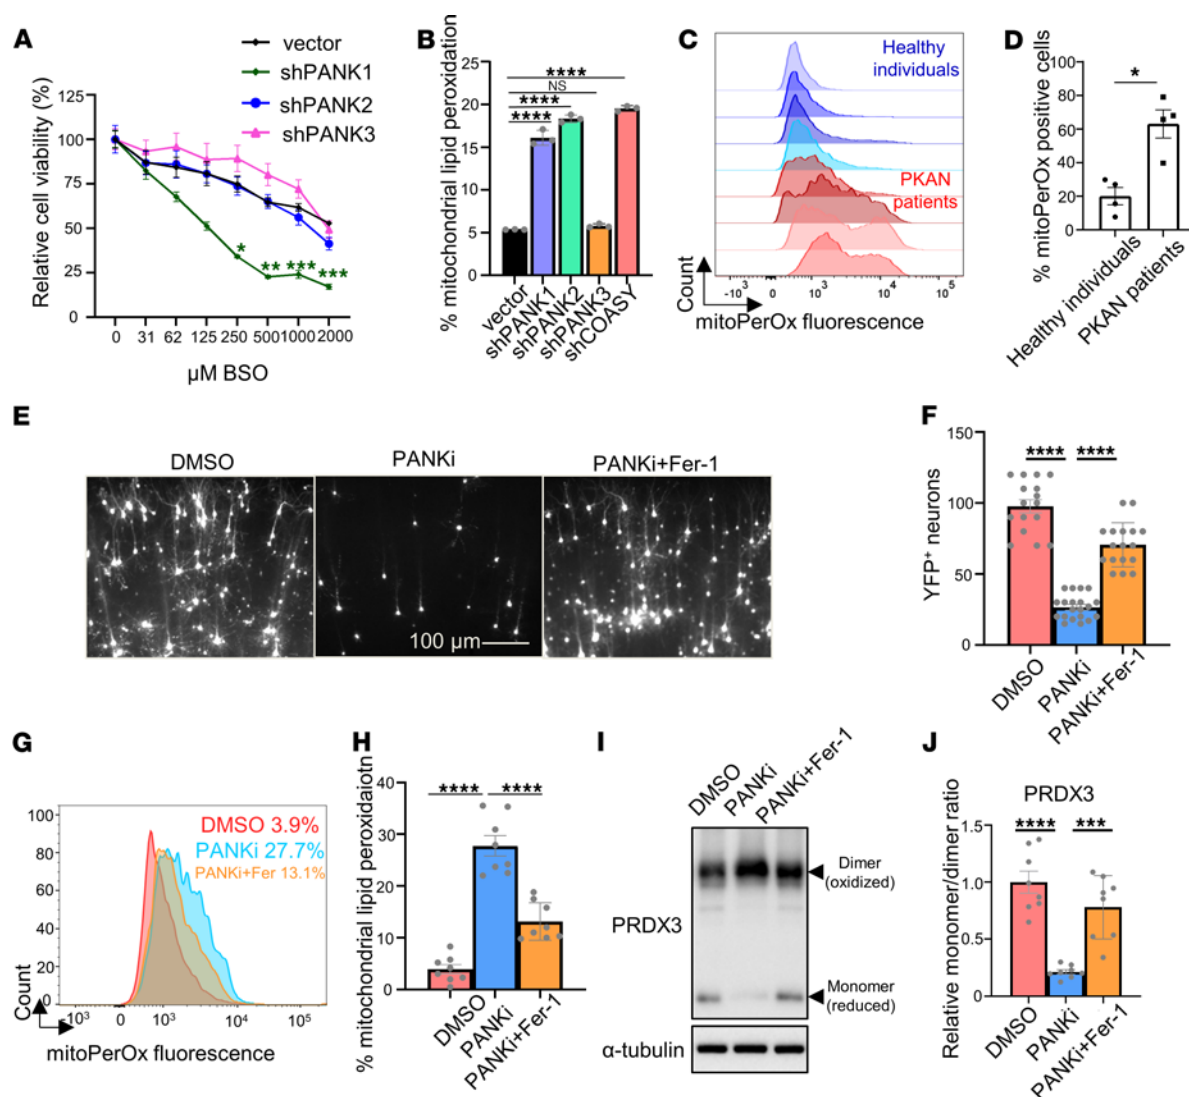 A
vector
shPANK1
shPANK2
shPANK3
Relative cell viability (%)
125
100
75
50
25
0
*
**
***
***
0 31 62 125 250 500 1000 2000
µM BSO
B
% mitochondrial lipid peroxidation
25
20
15
10
5
0
****
NS
****
****
vector
shPANK1
shPANK2
shPANK3
shCOASY
C
Healthy
individuals
PKAN
patients
Count
-10³ 0 10³ 10⁴ 10⁵
mitoPerOx fluorescence
D
% mitoPerOx positive cells
100
80
60
40
20
0
*
Healthy individuals
PKAN patients
E
DMSO
PANKi
PANKi+Fer-1
100 µm
F
YFP⁺ neurons
150
100
50
0
****
****
DMSO
PANKi
PANKi+Fer-1
G
100
80
60
40
20
0
DMSO 3.9%
PANKi 27.7%
PANKi+Fer 13.1%
Count
-10³ 0 10³ 10⁴ 10⁵
mitoPerOx fluorescence
H
% mitochondrial lipid peroxidaiotn
40
30
20
10
0
****
****
DMSO
PANKi
PANKi+Fer-1
I
DMSO
PANKi
PANKi+Fer-1
PRDX3
Dimer
(oxidized)
Monomer
(reduced)
α-tubulin
J
PRDX3
Relative monomer/dimer ratio
1.5
1.0
0.5
0
****
***
DMSO
PANKi
PANKi+Fer-1